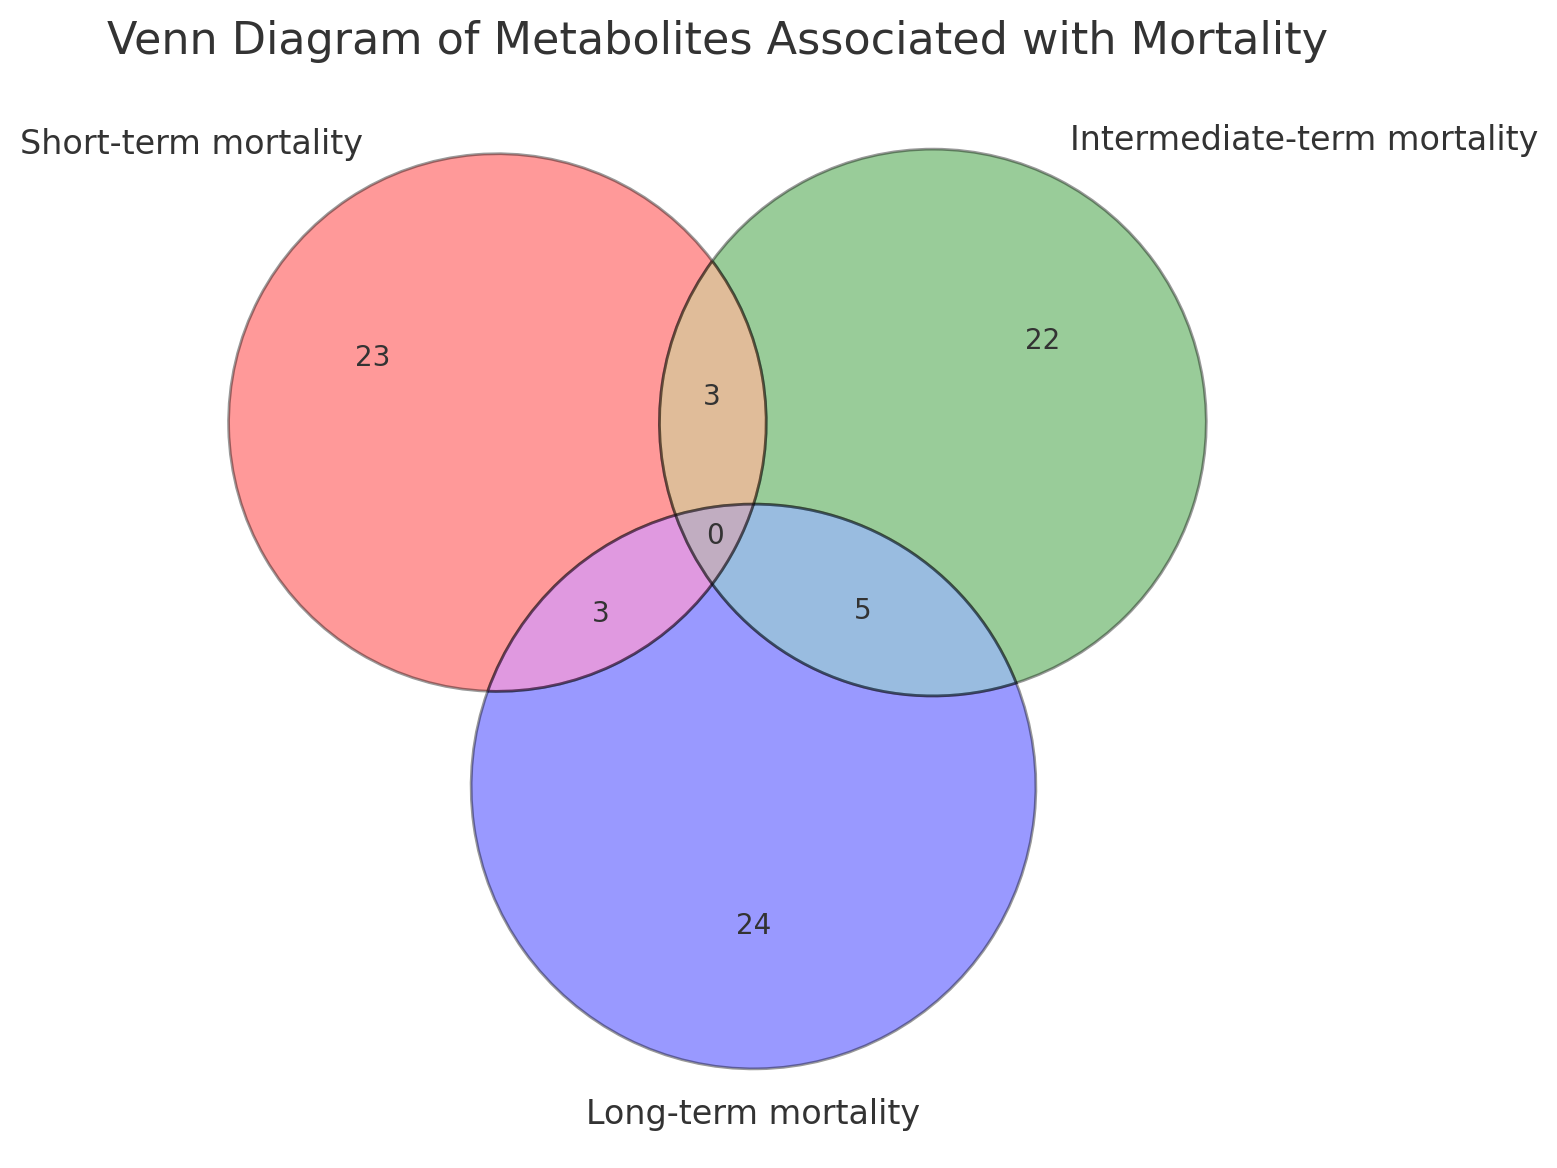 Venn Diagram of Metabolites Associated with Mortality
Short-term mortality
Intermediate-term mortality
23
22
3
0
3
5
24
Long-term mortality